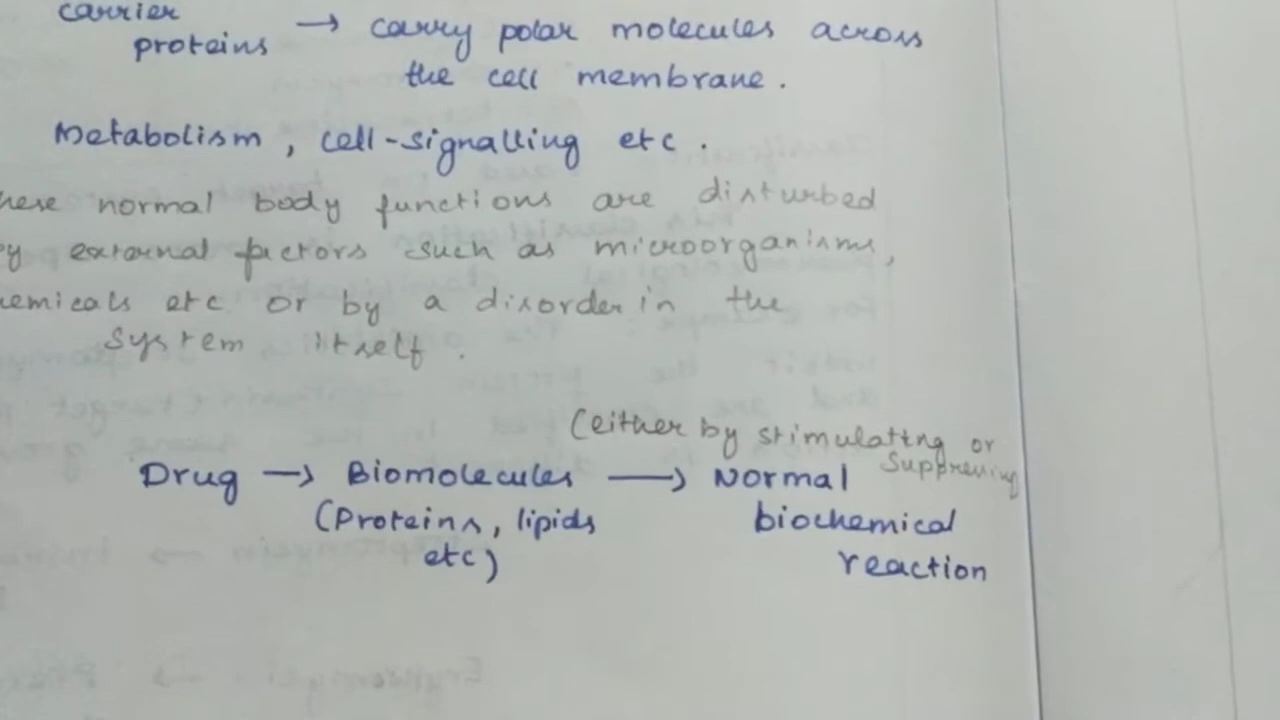 carrier
proteins → carry polar molecules across
the cell membrane.
Metabolism, cell-signalling etc.
hese normal body functions are disturbed
y external factors such as microorganisms,
emicals etc or by a disorder in the
system itself.
(either by stimulating or
suppressing
Drug → Biomolecules → Normal
(Proteins, lipids biochemical
etc) reaction